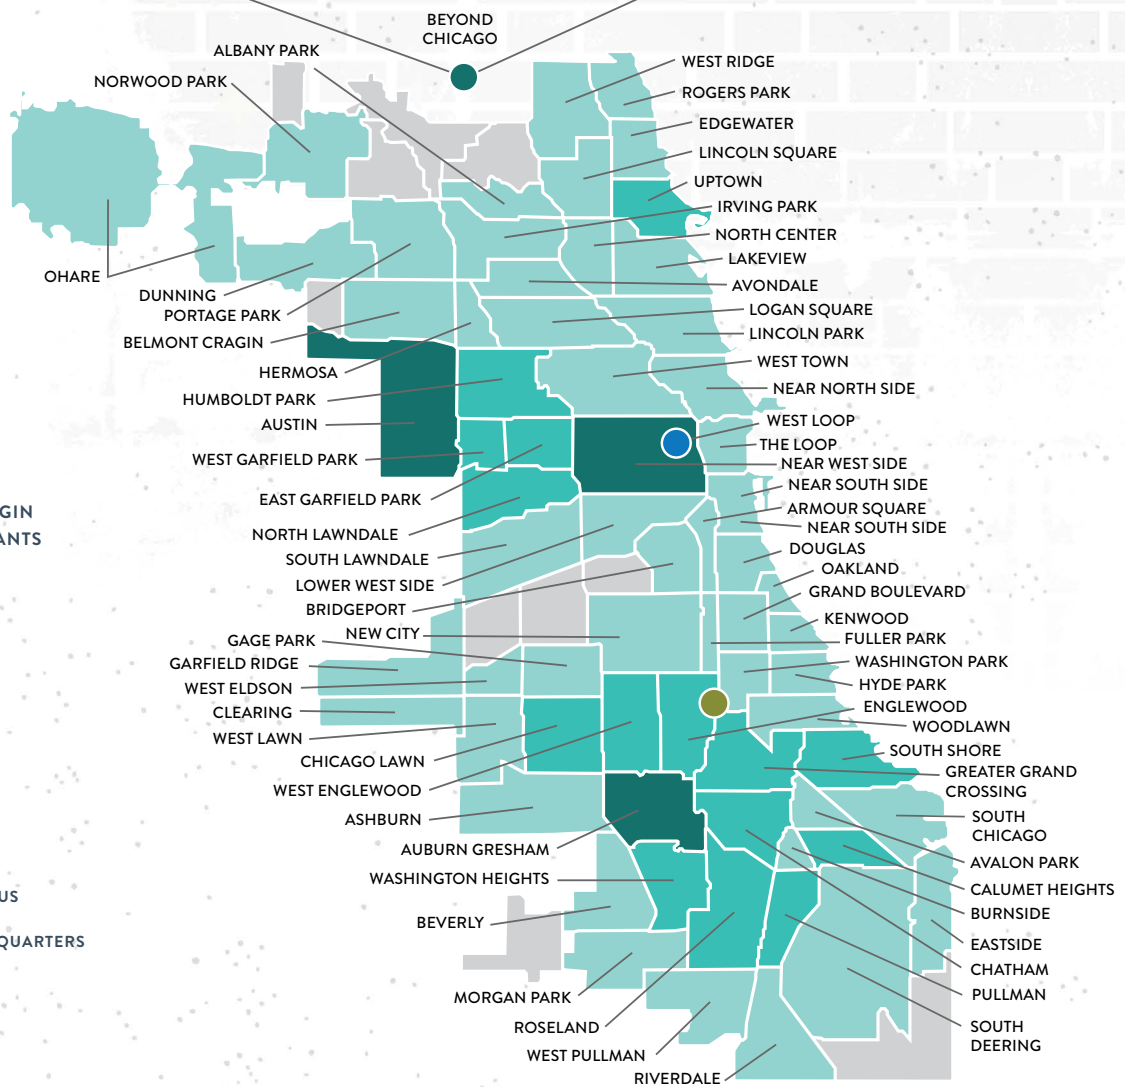 BEYOND
CHICAGO
ALBANY PARK
NORWOOD PARK
WEST RIDGE
ROGERS PARK
EDGEWATER
LINCOLN SQUARE
UPTOWN
IRVING PARK
NORTH CENTER
LAKEVIEW
OHARE
AVONDALE
DUNNING
PORTAGE PARK
LOGAN SQUARE
LINCOLN PARK
BELMONT CRAGIN
WEST TOWN
HERMOSA
NEAR NORTH SIDE
HUMBOLDT PARK
WEST LOOP
AUSTIN
THE LOOP
WEST GARFIELD PARK
NEAR WEST SIDE
NEAR SOUTH SIDE
EAST GARFIELD PARK
ARMOUR SQUARE
GIN
NEAR SOUTH SIDE
NORTH LAWNDALE
ANTS
DOUGLAS
SOUTH LAWNDALE
OAKLAND
LOWER WEST SIDE
GRAND BOULEVARD
BRIDGEPORT
KENWOOD
NEW CITY
FULLER PARK
GAGE PARK
GARFIELD RIDGE
WASHINGTON PARK
WEST ELDSON
HYDE PARK
CLEARING
ENGLEWOOD
WOODLAWN
WEST LAWN
SOUTH SHORE
CHICAGO LAWN
GREATER GRAND
CROSSING
WEST ENGLEWOOD
ASHBURN
SOUTH
CHICAGO
AUBURN GRESHAM
AVALON PARK
WASHINGTON HEIGHTS
CALUMET HEIGHTS
US
BURNSIDE
BEVERLY
QUARTERS
EASTSIDE
CHATHAM
MORGAN PARK
PULLMAN
ROSELAND
SOUTH
DEERING
WEST PULLMAN
RIVERDALE